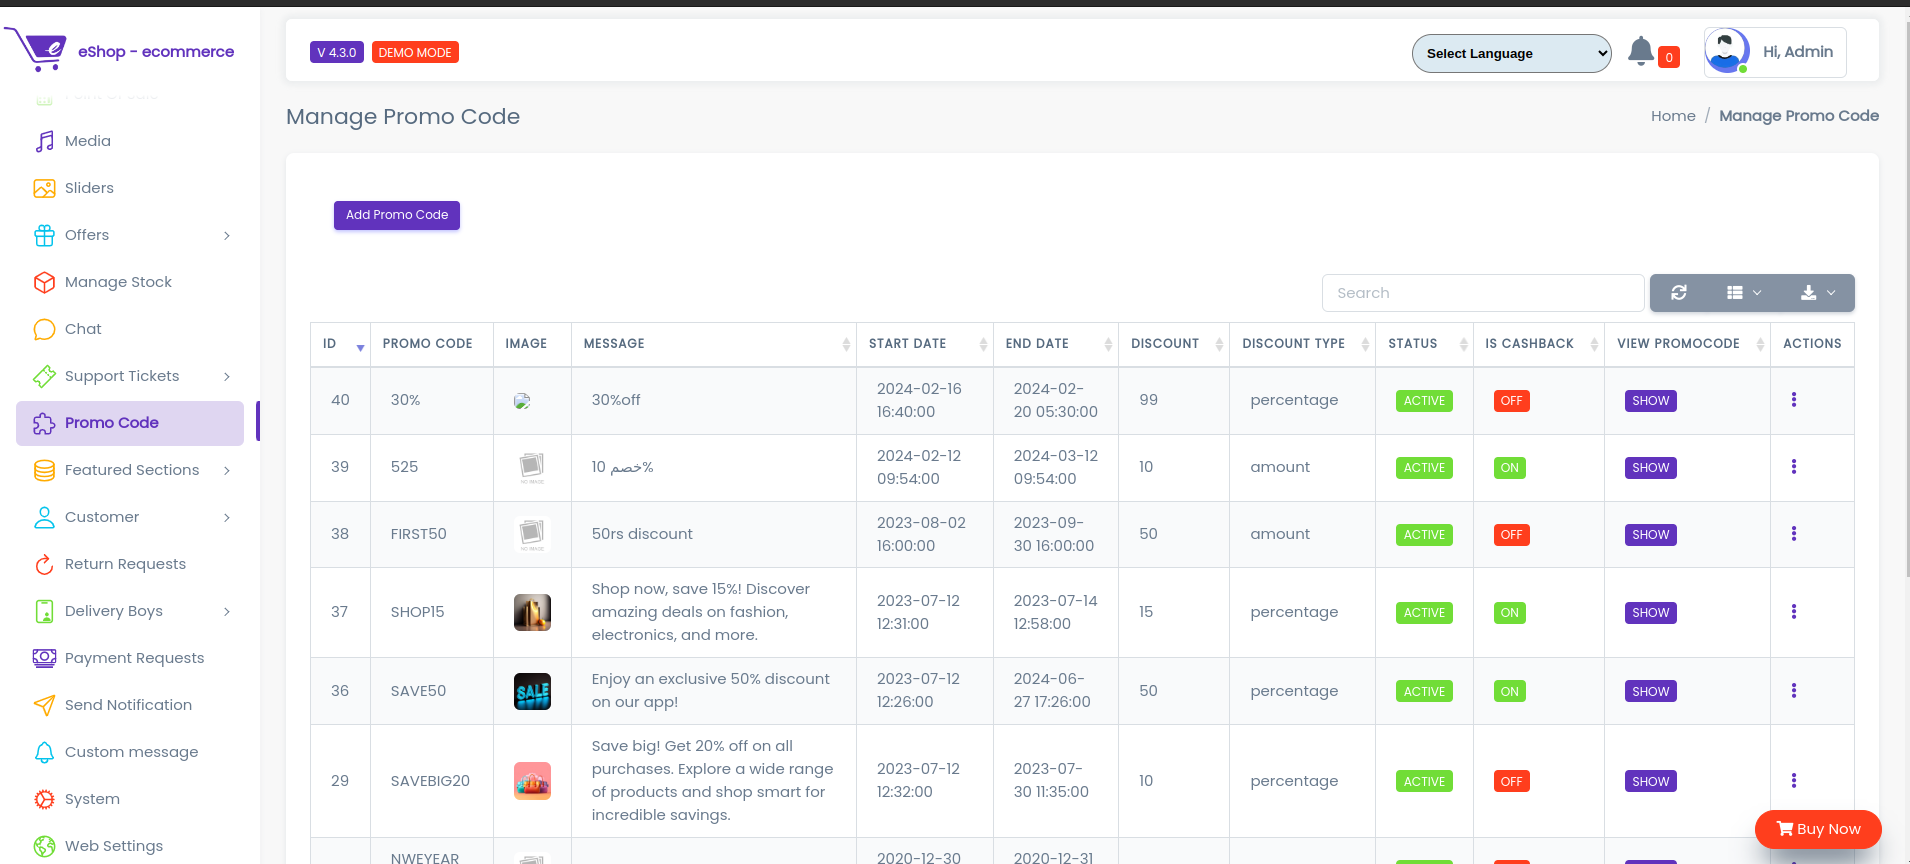 eShop - ecommerce
V 4.3.0 DEMO MODE
Select Language
0
Hi, Admin
Media
Sliders
Offers
Manage Stock
Chat
Support Tickets
Promo Code
Featured Sections
Customer
Return Requests
Delivery Boys
Payment Requests
Send Notification
Custom message
System
Web Settings
Manage Promo Code
Home / Manage Promo Code
Add Promo Code
Search
ID PROMO CODE IMAGE MESSAGE START DATE END DATE DISCOUNT DISCOUNT TYPE STATUS IS CASHBACK VIEW PROMOCODE ACTIONS
40 30% 30%off 2024-02-16 2024-02- 99 percentage ACTIVE OFF SHOW
16:40:00 20 05:30:00
39 525 10 خصم% 2024-02-12 2024-03-12 10 amount ACTIVE ON SHOW
NO IMAGE 09:54:00 09:54:00
38 FIRST50 50rs discount 2023-08-02 2023-09- 50 amount ACTIVE OFF SHOW
NO IMAGE 16:00:00 30 16:00:00
37 SHOP15 Shop now, save 15%! Discover 2023-07-12 2023-07-14 15 percentage ACTIVE ON SHOW
amazing deals on fashion, 12:31:00 12:58:00
electronics, and more.
36 SAVE50 SALE Enjoy an exclusive 50% discount 2023-07-12 2024-06- 50 percentage ACTIVE ON SHOW
on our app! 12:26:00 27 17:26:00
29 SAVEBIG20 Save big! Get 20% off on all 2023-07-12 2023-07- 10 percentage ACTIVE OFF SHOW
purchases. Explore a wide range 12:32:00 30 11:35:00
of products and shop smart for
incredible savings.
NWEYEAR 2020-12-30 2020-12-31
Buy Now